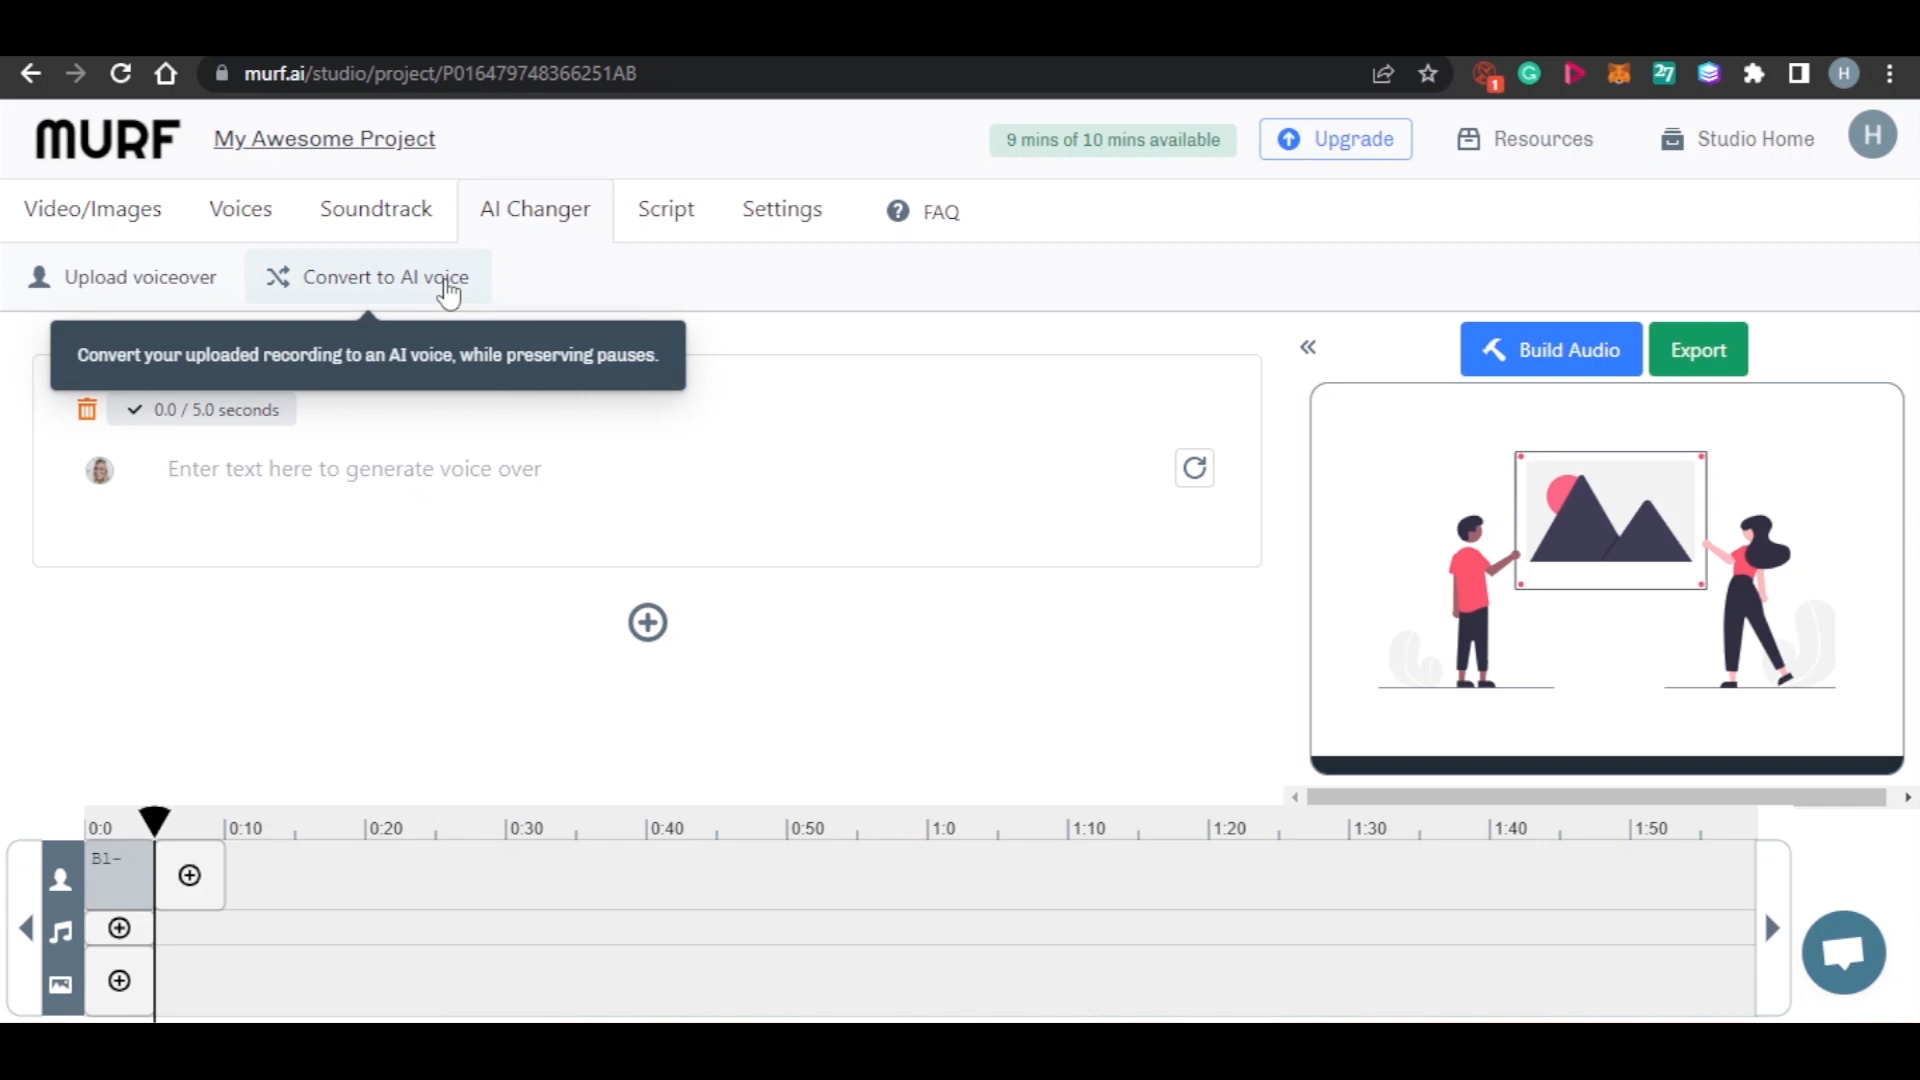 murf.ai/studio/project/P016479748366251AB
1
27
H
MURF
My Awesome Project
9 mins of 10 mins available
Upgrade
Resources
Studio Home
H
Video/Images
Voices
Soundtrack
AI Changer
Script
Settings
? FAQ
Upload voiceover
Convert to AI voice
Convert your uploaded recording to an AI voice, while preserving pauses.
Build Audio
Export
0.0 / 5.0 seconds
Enter text here to generate voice over
0:0
0:10
0:20
0:30
0:40
0:50
1:0
1:10
1:20
1:30
1:40
1:50
B1-